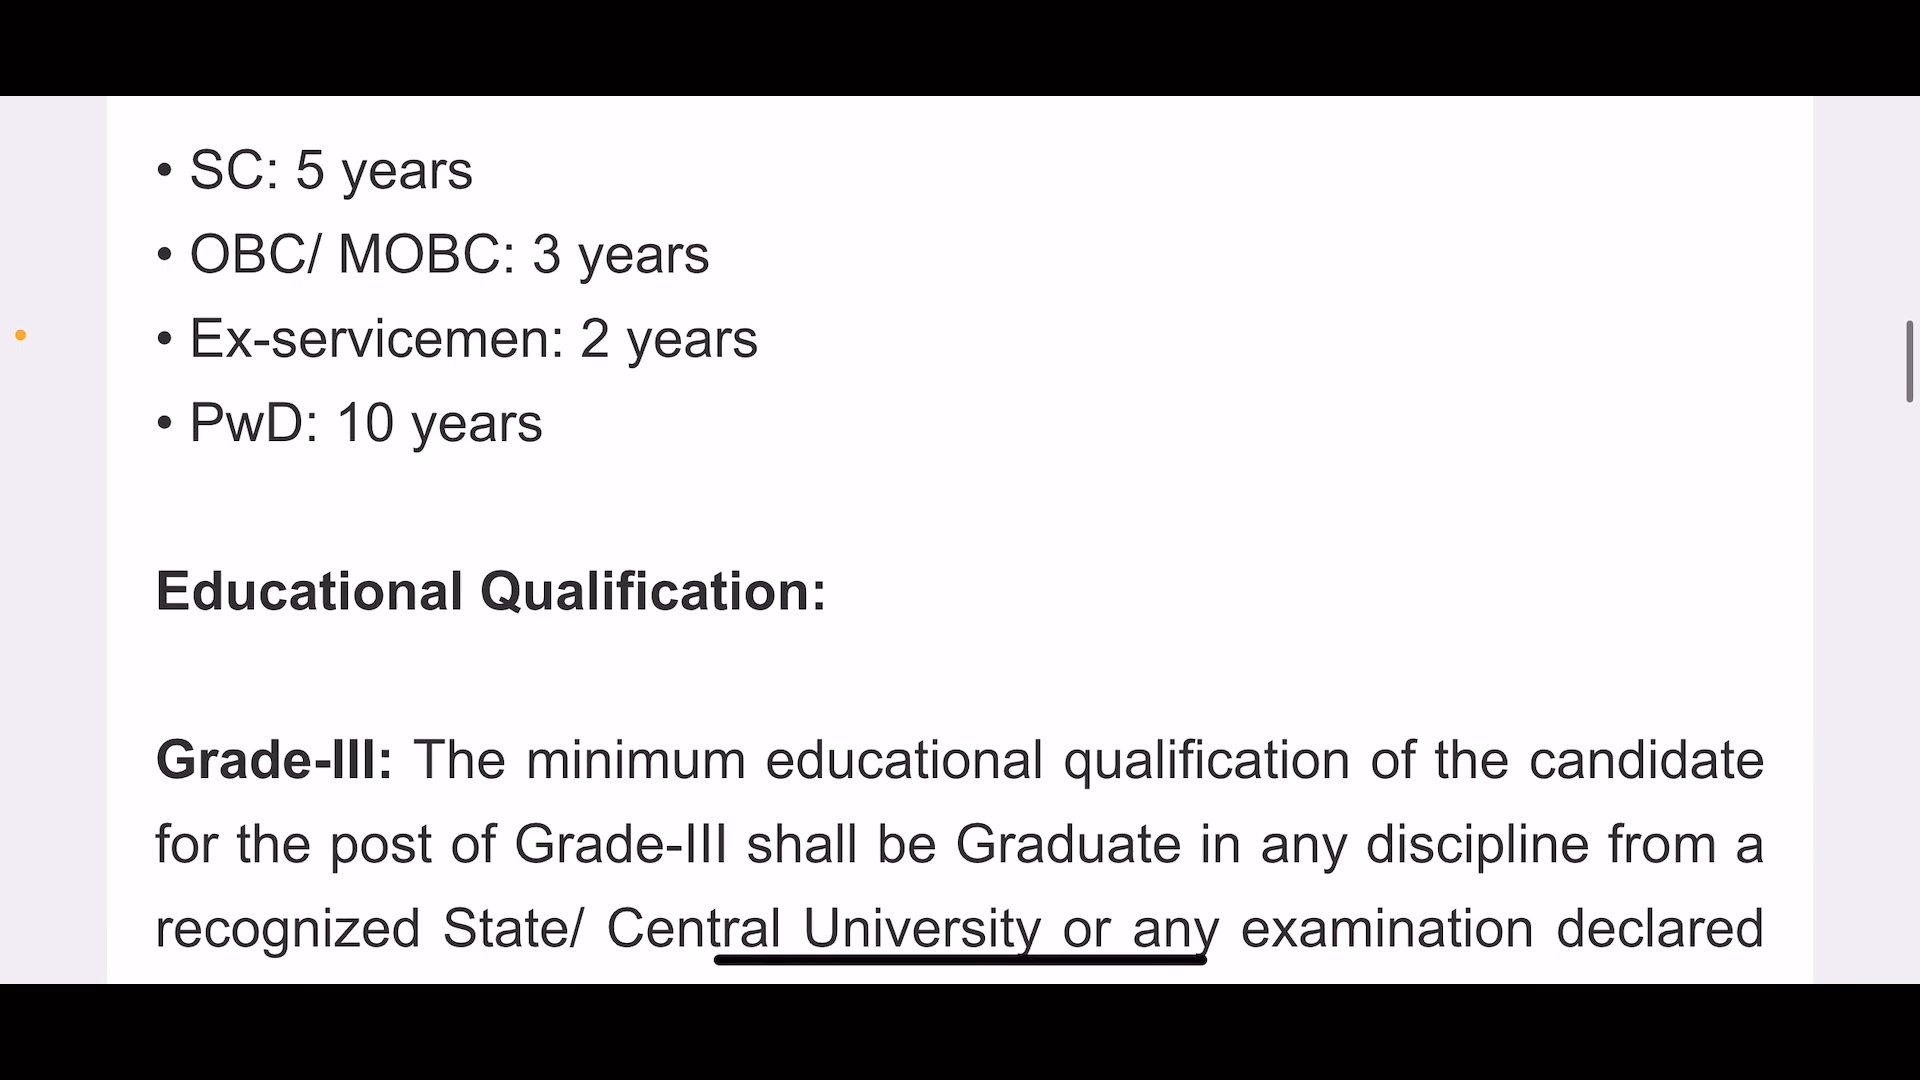 • SC: 5 years
• OBC/ MOBC: 3 years
• Ex-servicemen: 2 years
• PwD: 10 years
Educational Qualification:
Grade-III: The minimum educational qualification of the candidate
for the post of Grade-III shall be Graduate in any discipline from a
recognized State/ Central University or any examination declared